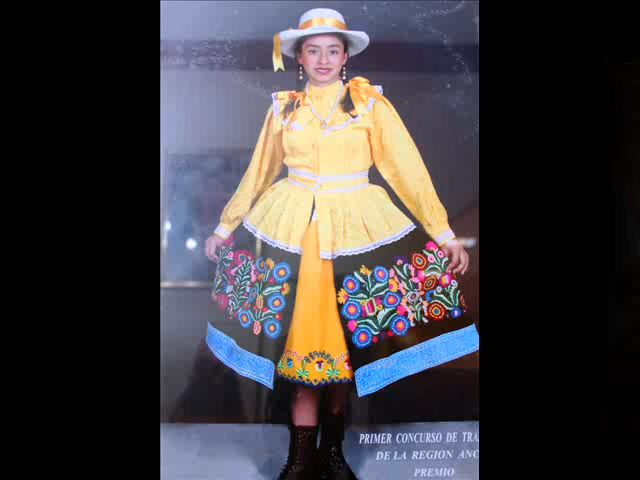 PRIMER CONCURSO DE TRA
DE LA REGION ANC
PREMIO